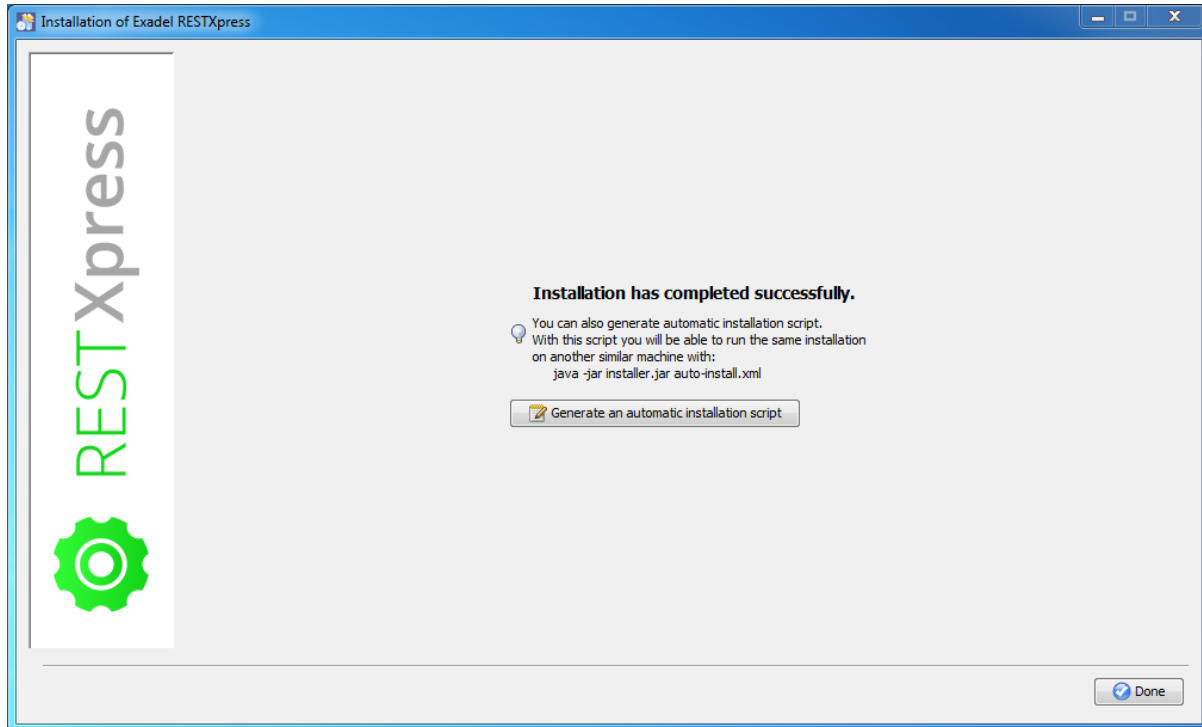 Installation of Exadel RESTXpress
RESTXpress
Installation has completed successfully.
You can also generate automatic installation script.
With this script you will be able to run the same installation
on another similar machine with:
java -jar installer.jar auto-install.xml
Generate an automatic installation script
Done